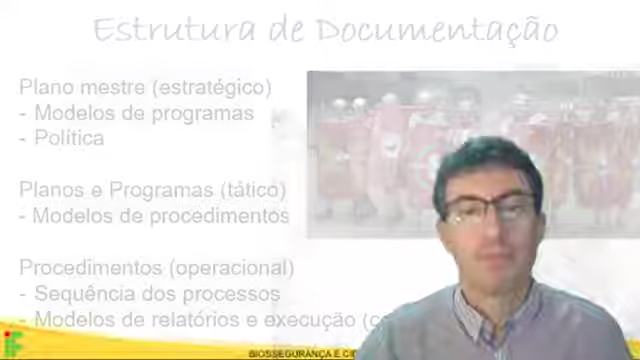 Estrutura de Documentação
Plano mestre (estratégico)
- Modelos de programas
- Política
Planos e Programas (tático)
- Modelos de procedimentos
Procedimentos (operacional)
- Sequência dos processos
- Modelos de relatórios e execução
BIOSSEGURANÇA E